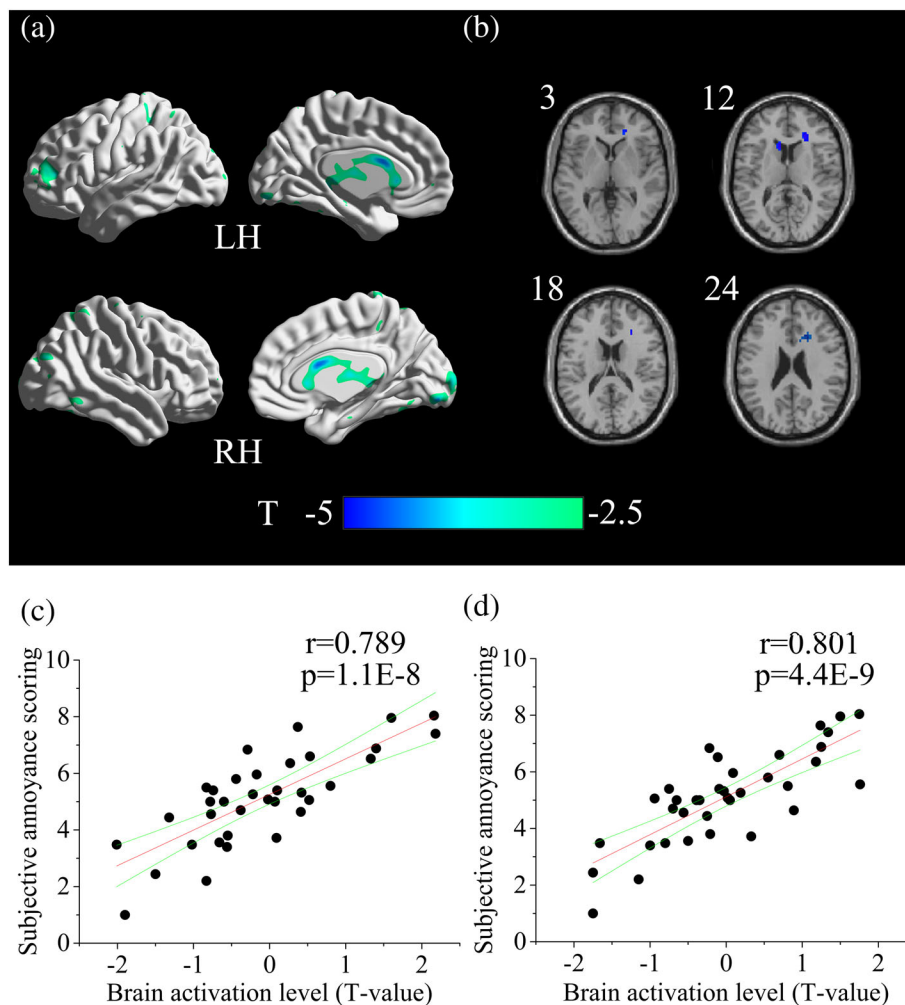 (a)
(b)
LH
RH
3
12
18
24
T -5 -2.5
(c)
r=0.789
p=1.1E-8
Subjective annoyance scoring
10
8
6
4
2
0
-2 -1 0 1 2
Brain activation level (T-value)
(d)
r=0.801
p=4.4E-9
Subjective annoyance scoring
10
8
6
4
2
0
-2 -1 0 1 2
Brain activation level (T-value)